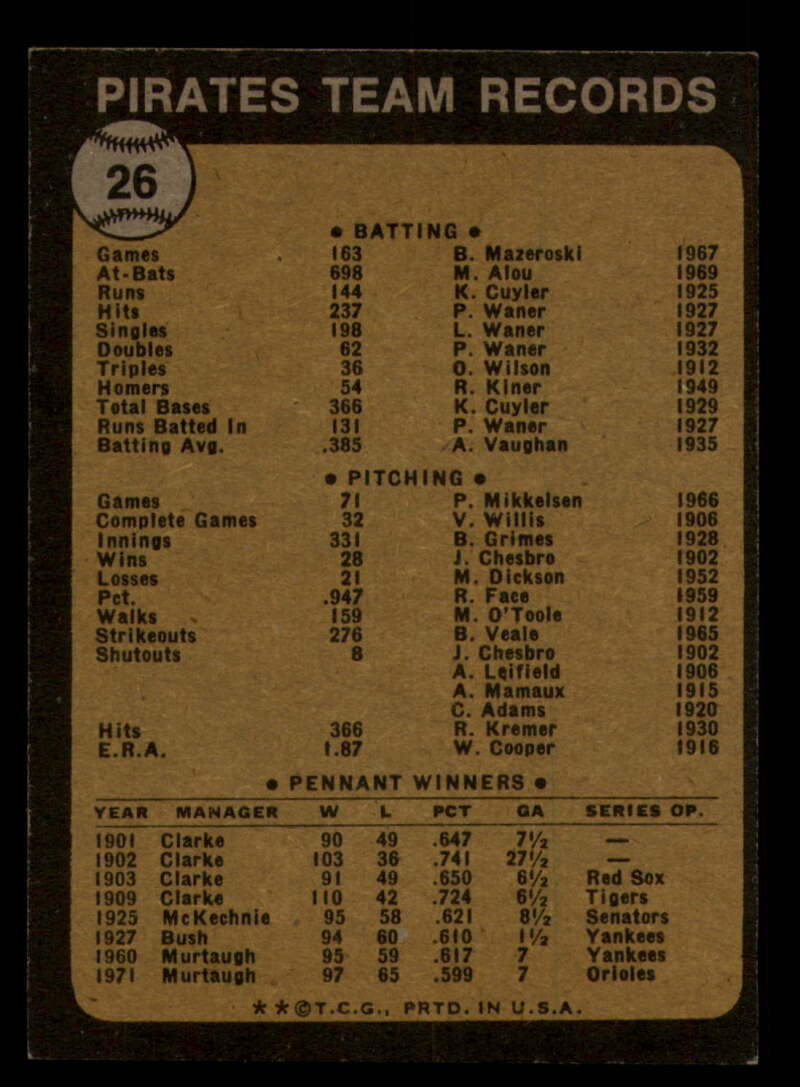 PIRATES TEAM RECORDS
26
• BATTING •
Games 163 B. Mazeroski 1967
At-Bats 698 M. Alou 1969
Runs 144 K. Cuyler 1925
Hits 237 P. Waner 1927
Singles 198 L. Waner 1927
Doubles 62 P. Waner 1932
Triples 36 O. Wilson 1912
Homers 54 R. Kiner 1949
Total Bases 366 K. Cuyler 1929
Runs Batted In 131 P. Waner 1927
Batting Avg. .385 A. Vaughan 1935
• PITCHING •
Games 71 P. Mikkelsen 1966
Complete Games 32 V. Willis 1906
Innings 331 B. Grimes 1928
Wins 28 J. Chesbro 1902
Losses 21 M. Dickson 1952
Pct. .947 R. Face 1959
Walks 159 M. O'Toole 1912
Strikeouts 276 B. Veale 1965
Shutouts 8 J. Chesbro 1902
A. Leifield 1906
A. Mamaux 1915
C. Adams 1920
Hits 366 R. Kremer 1930
E.R.A. 1.87 W. Cooper 1916
• PENNANT WINNERS •
YEAR MANAGER W L PCT GA SERIES OP.
1901 Clarke 90 49 .647 7½ —
1902 Clarke 103 36 .741 27½ —
1903 Clarke 91 49 .650 6½ Red Sox
1909 Clarke 110 42 .724 6½ Tigers
1925 McKechnie 95 58 .621 8½ Senators
1927 Bush 94 60 .610 1½ Yankees
1960 Murtaugh 95 59 .617 7 Yankees
1971 Murtaugh 97 65 .599 7 Orioles
* * © T.C.G., PRTD. IN U.S.A.